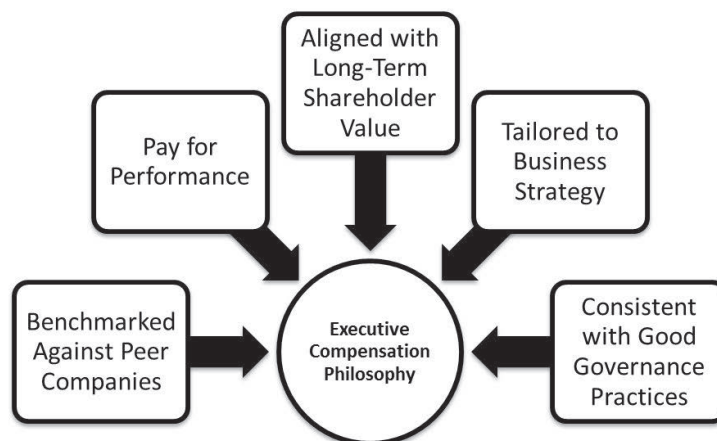 Aligned with
Long-Term
Shareholder
Value
Pay for
Performance
Tailored to
Business
Strategy
Benchmarked
Against Peer
Companies
Executive
Compensation
Philosophy
Consistent
with Good
Governance
Practices